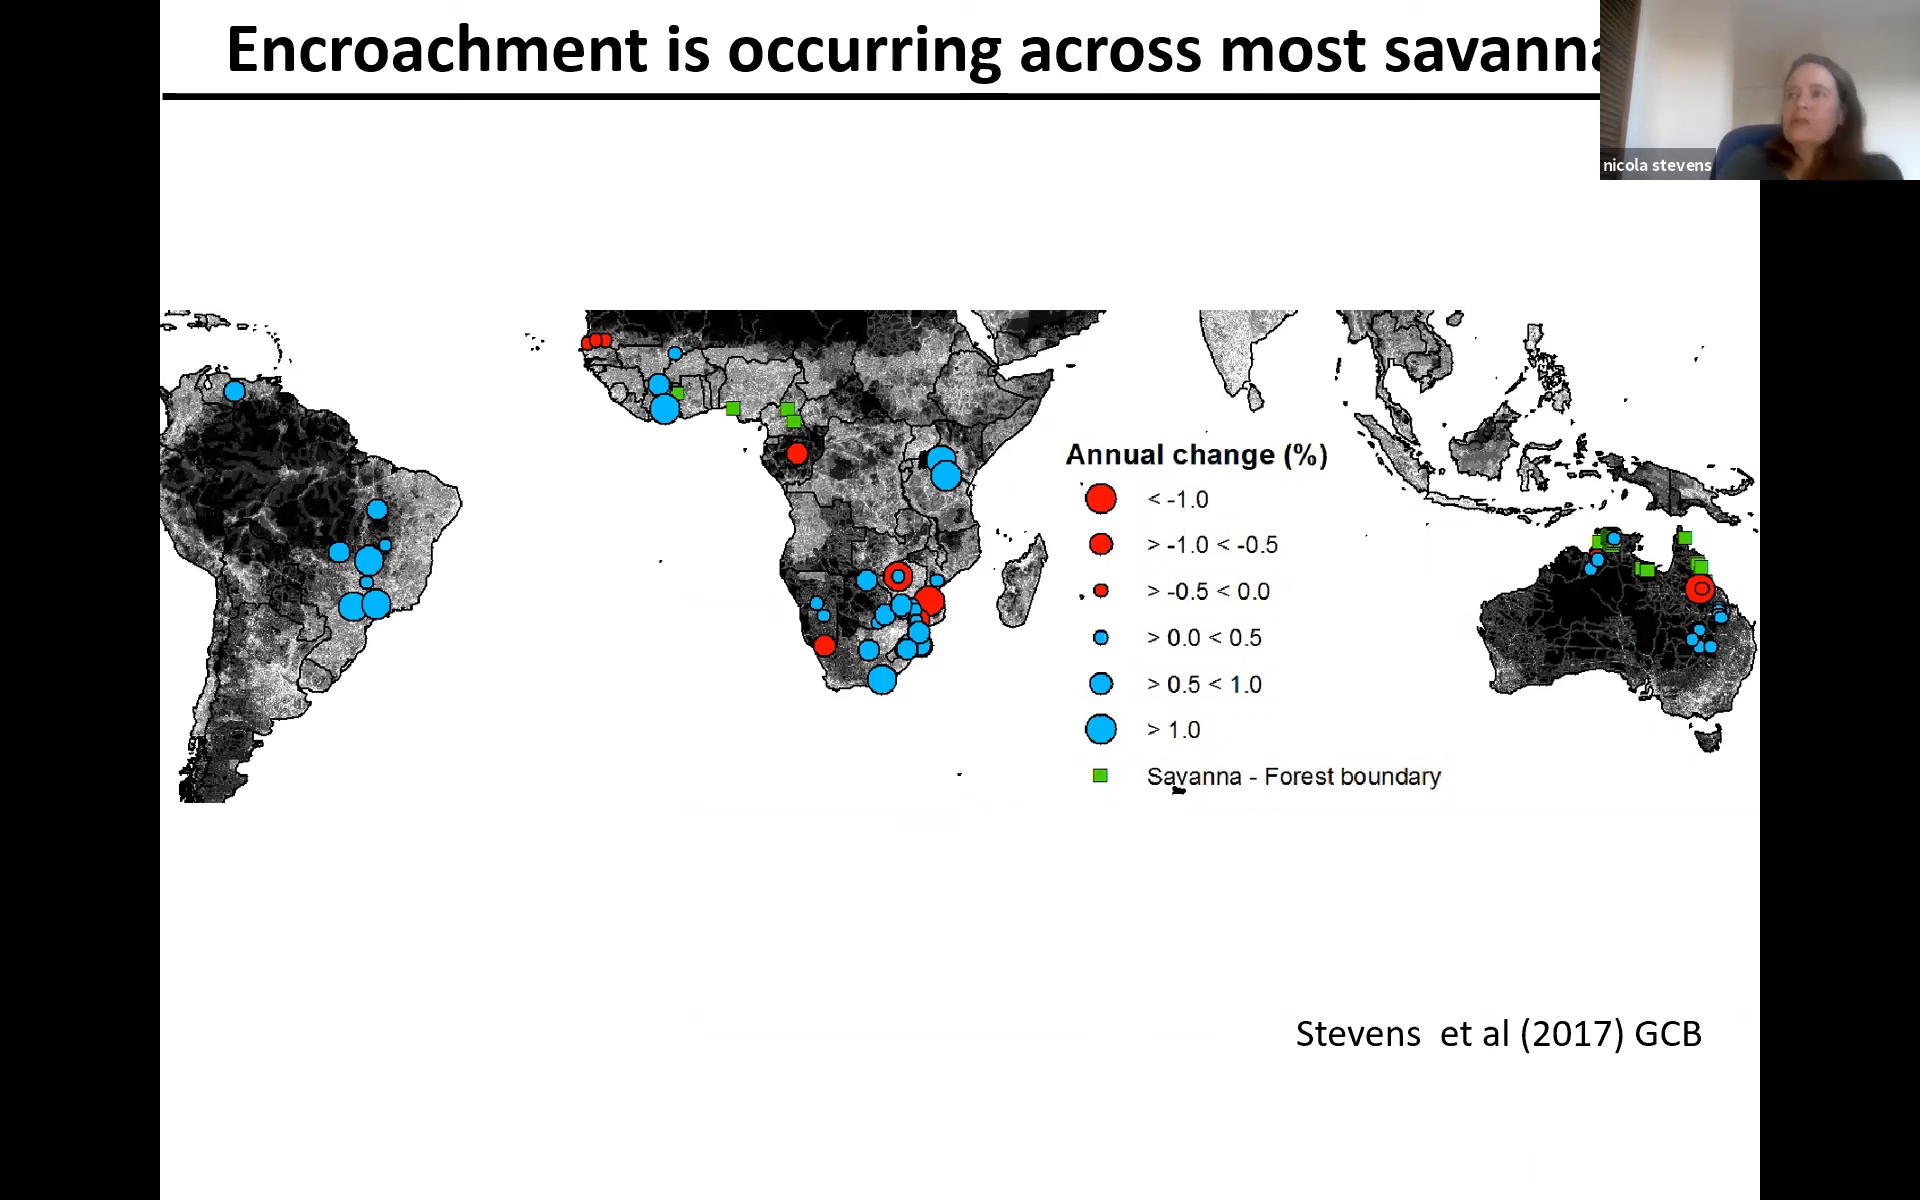 Encroachment is occurring across most savanna
nicola stevens
Annual change (%)
< -1.0
> -1.0 < -0.5
> -0.5 < 0.0
> 0.0 < 0.5
> 0.5 < 1.0
> 1.0
Savanna - Forest boundary
Stevens et al (2017) GCB